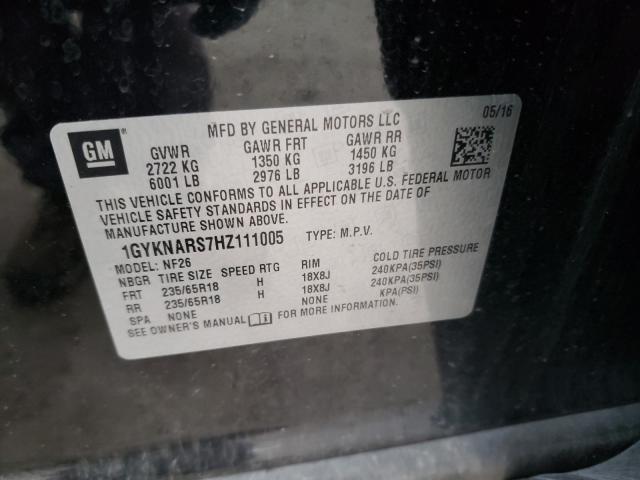 GM
MFD BY GENERAL MOTORS LLC
05/16
GVWR GAWR FRT GAWR RR
2722 KG 1350 KG 1450 KG
6001 LB 2976 LB 3196 LB
THIS VEHICLE CONFORMS TO ALL APPLICABLE U.S. FEDERAL MOTOR
VEHICLE SAFETY STANDARDS IN EFFECT ON THE DATE OF
MANUFACTURE SHOWN ABOVE.
1GYKNARS7HZ111005 TYPE: M.P.V.
MODEL: NF26
NBGR TIRE SIZE SPEED RTG RIM COLD TIRE PRESSURE
FRT 235/65R18 H 18X8J 240KPA(35PSI)
RR 235/65R18 H 18X8J 240KPA(35PSI)
SPA NONE NONE KPA(PSI)
SEE OWNER'S MANUAL FOR MORE INFORMATION.